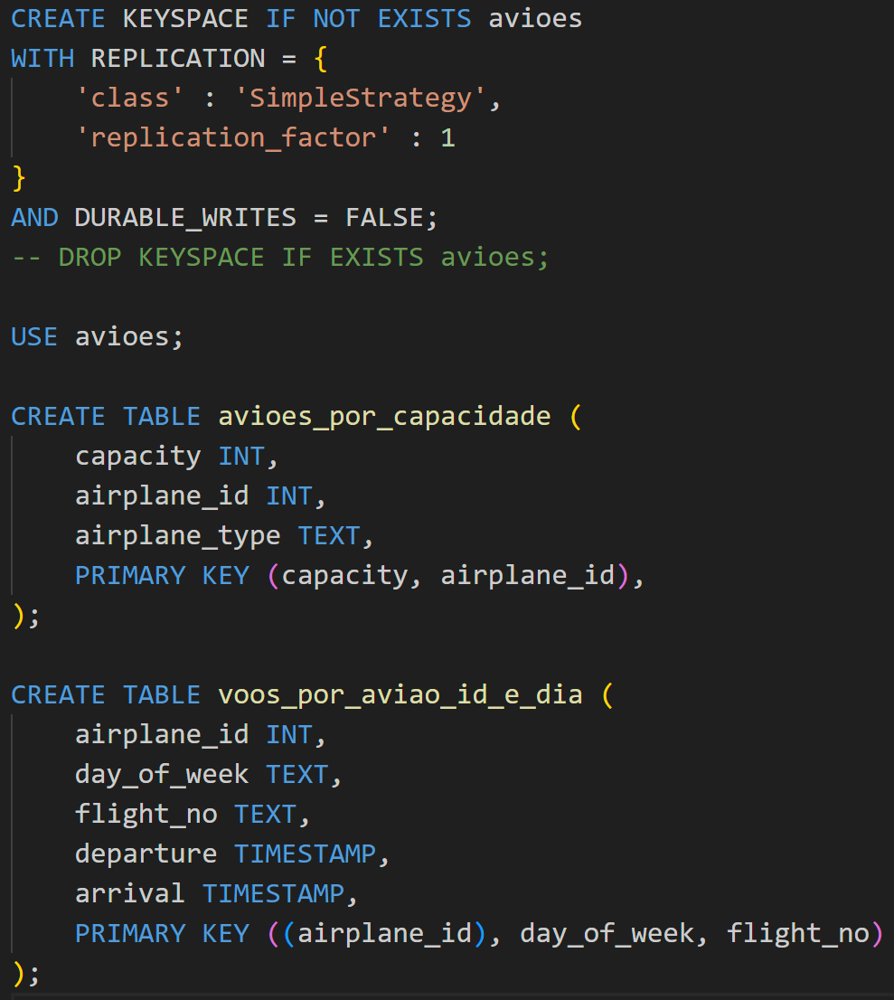 CREATE KEYSPACE IF NOT EXISTS avioes
WITH REPLICATION = {
    'class' : 'SimpleStrategy',
    'replication_factor' : 1
}
AND DURABLE_WRITES = FALSE;
-- DROP KEYSPACE IF EXISTS avioes;

USE avioes;

CREATE TABLE avioes_por_capacidade (
    capacity INT,
    airplane_id INT,
    airplane_type TEXT,
    PRIMARY KEY (capacity, airplane_id),
);

CREATE TABLE voos_por_aviao_id_e_dia (
    airplane_id INT,
    day_of_week TEXT,
    flight_no TEXT,
    departure TIMESTAMP,
    arrival TIMESTAMP,
    PRIMARY KEY ((airplane_id), day_of_week, flight_no)
);